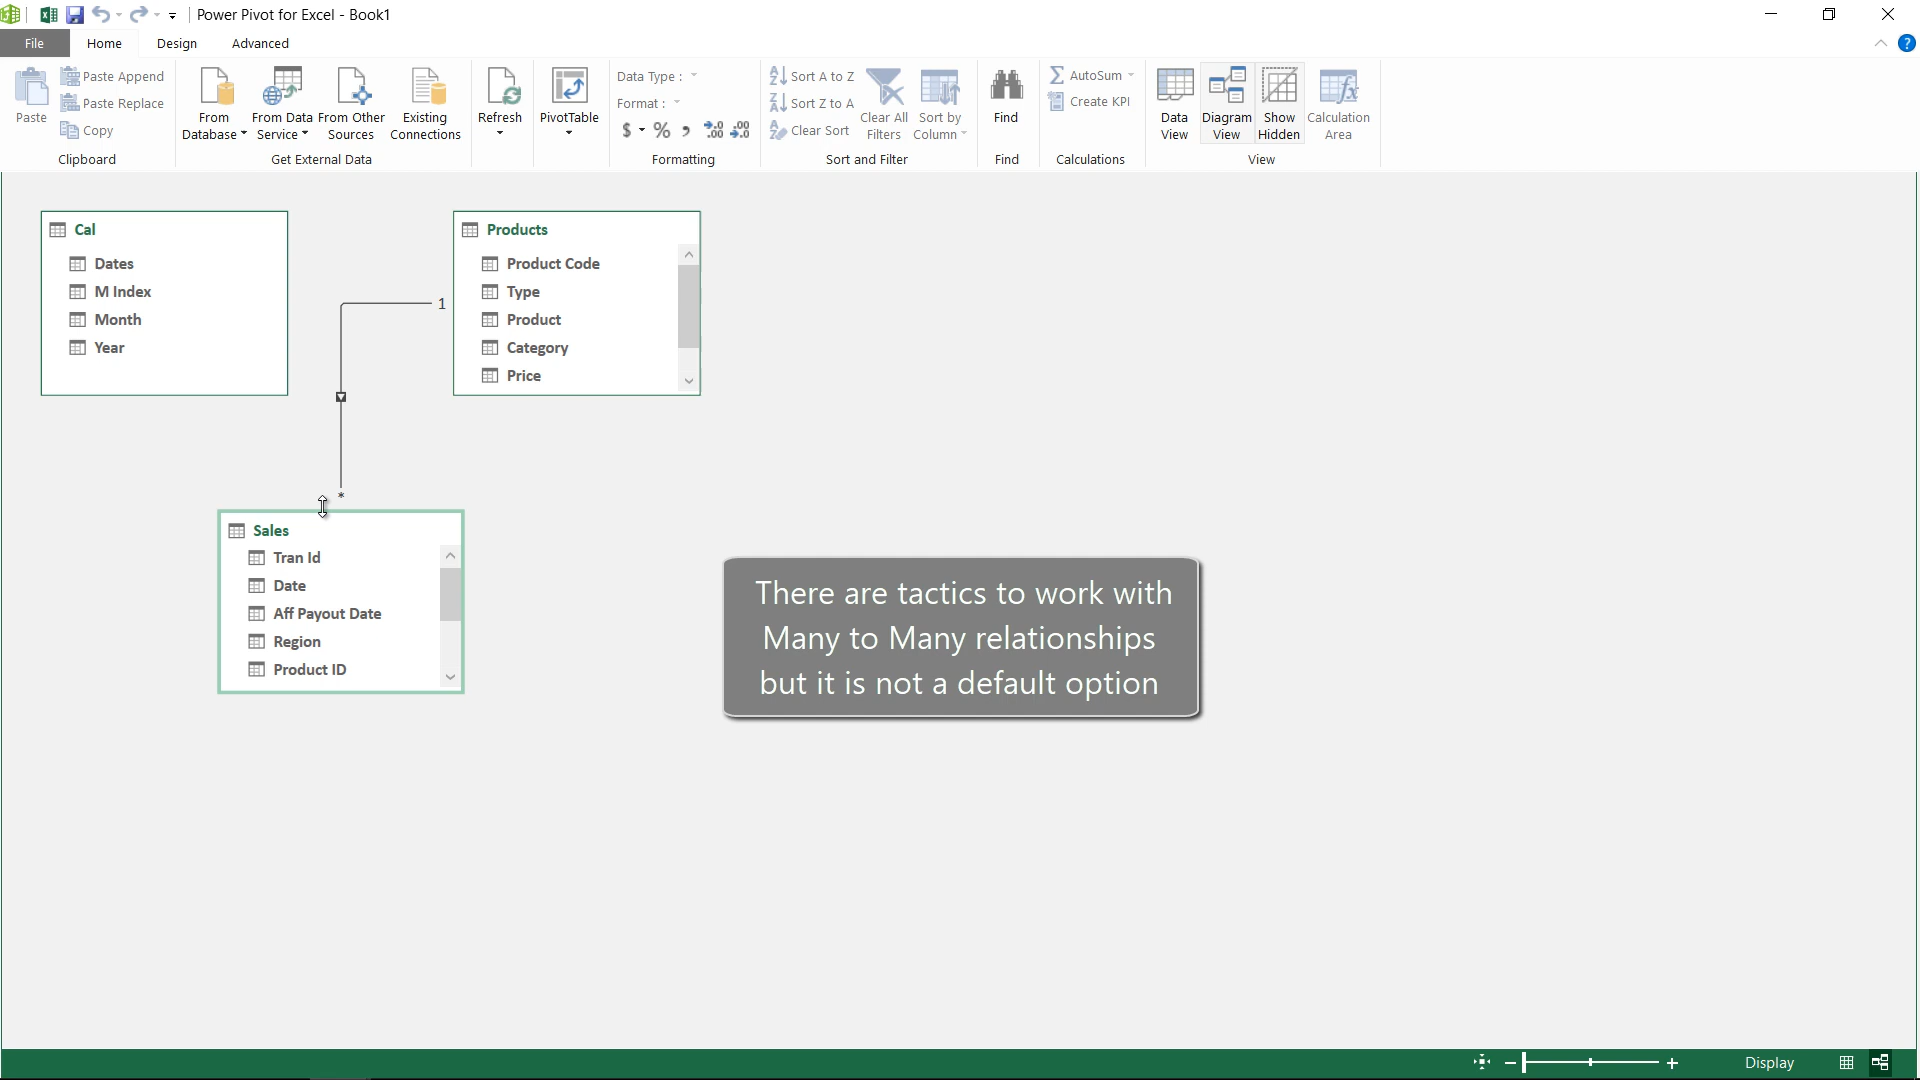 Power Pivot for Excel - Book1
File Home Design Advanced
Paste
Paste Append
Paste Replace
Copy
Clipboard
From Database
From Data Service
From Other Sources
Existing Connections
Get External Data
Refresh
PivotTable
Data Type :
Format :
$ % , .00 .00
Formatting
Sort A to Z
Sort Z to A
Clear Sort
Clear All Filters
Sort by Column
Sort and Filter
Find
Find
AutoSum
Create KPI
Calculations
Data View
Diagram View
Show Hidden
Calculation Area
View
Cal
Dates
M Index
Month
Year
Products
Product Code
Type
Product
Category
Price
1
*
Sales
Tran Id
Date
Aff Payout Date
Region
Product ID
There are tactics to work with
Many to Many relationships
but it is not a default option
Display